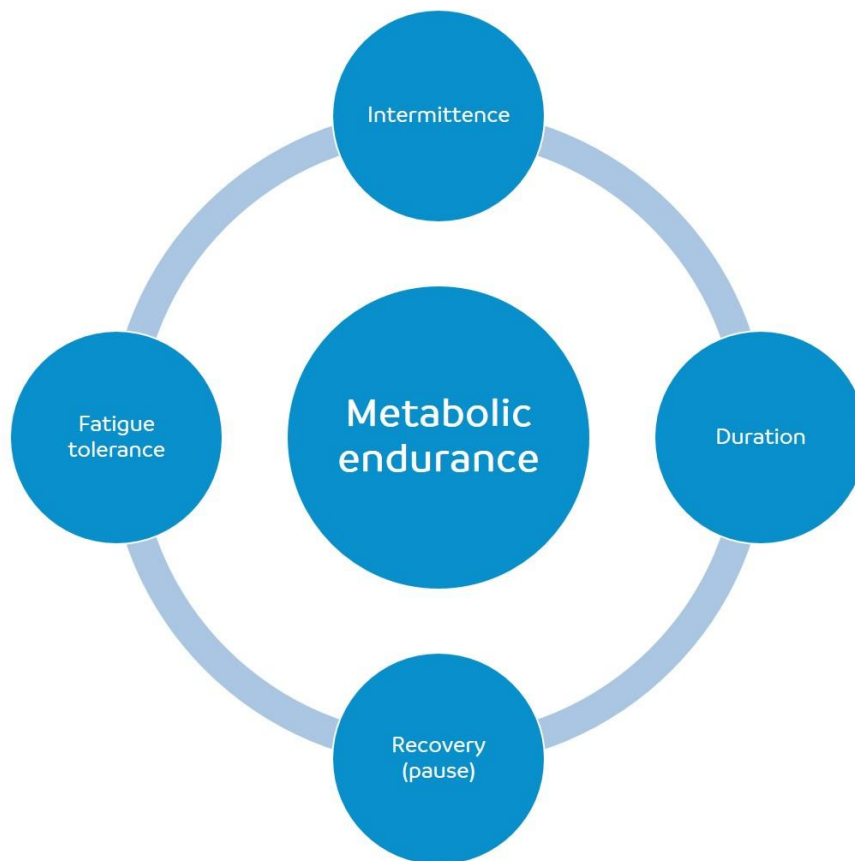 Intermittence
Fatigue
tolerance
Metabolic
endurance
Duration
Recovery
(pause)